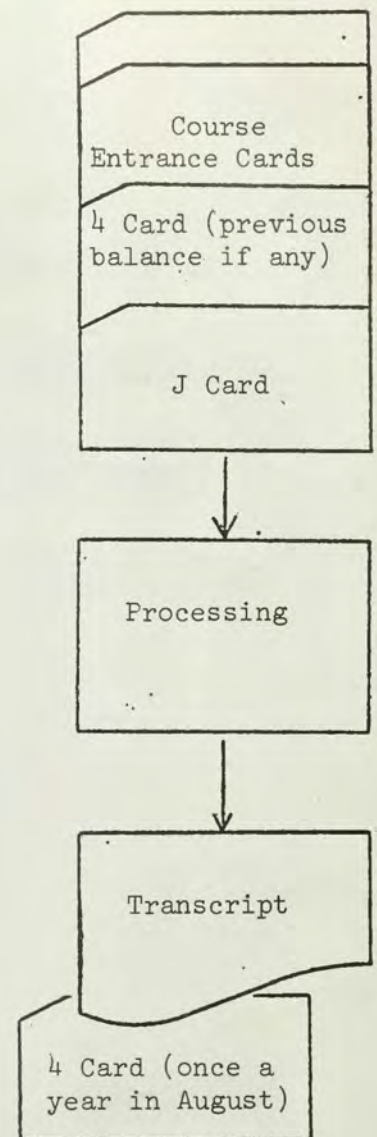 Course
Entrance Cards
4 Card (previous
balance if any)
J Card
Processing
Transcript
4 Card (once a
year in August)